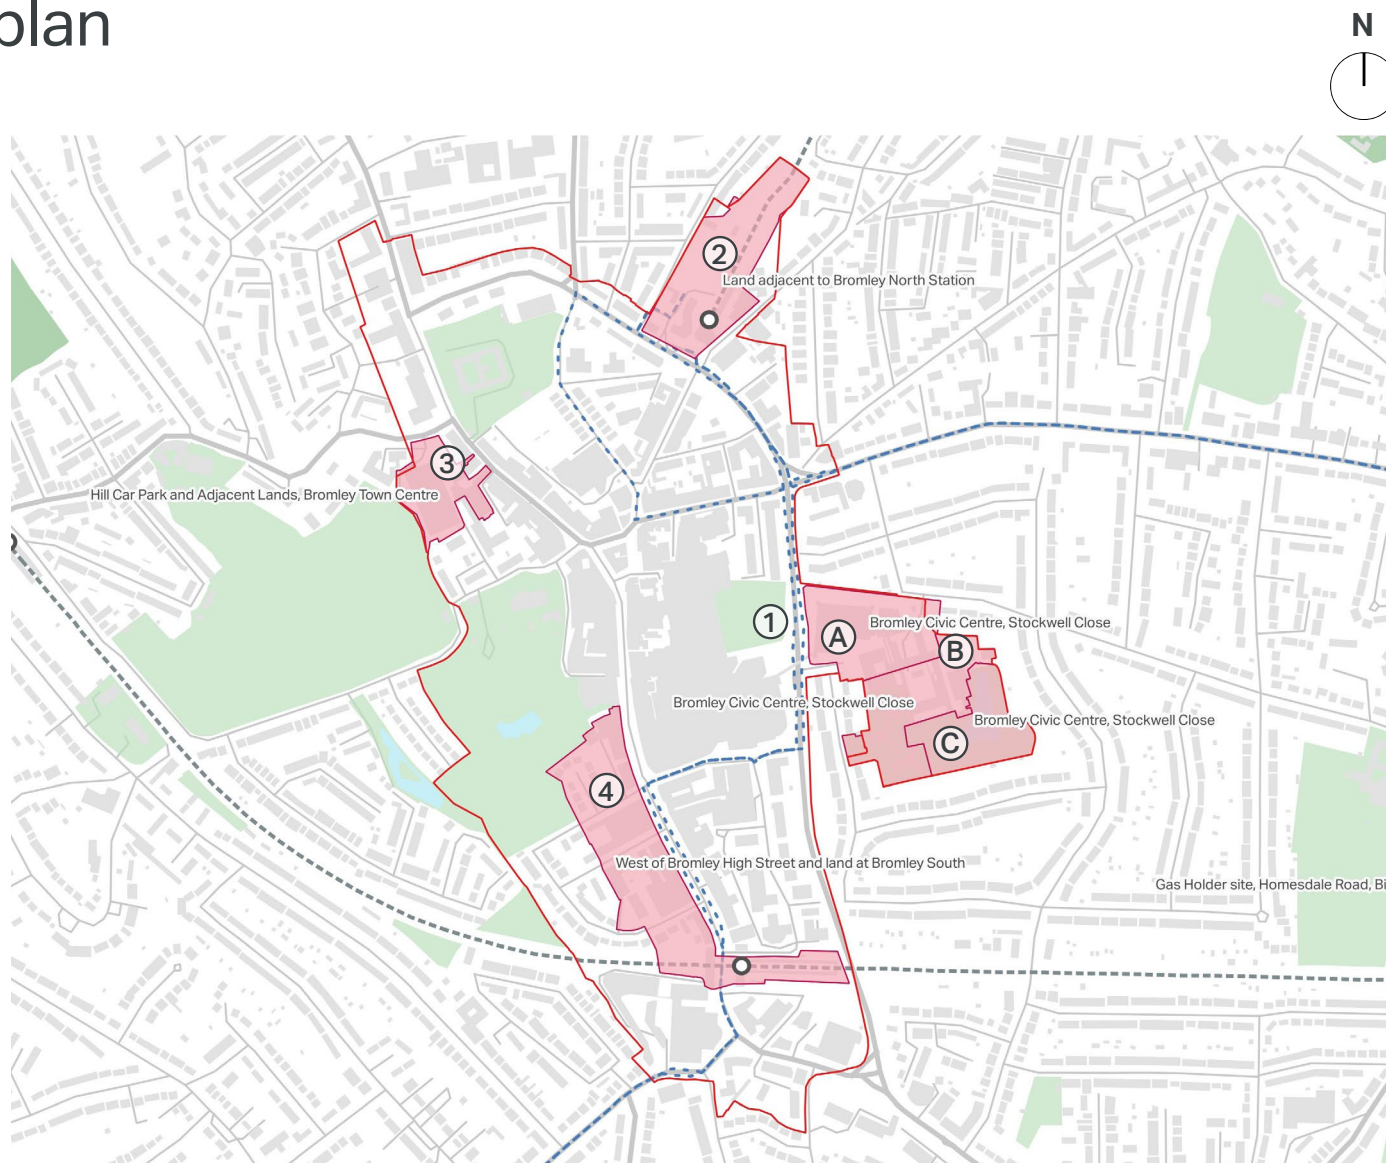 plan
N
2
Land adjacent to Bromley North Station
3
Hill Car Park and Adjacent Lands, Bromley Town Centre
1
A
Bromley Civic Centre, Stockwell Close
B
Bromley Civic Centre, Stockwell Close
Bromley Civic Centre, Stockwell Close
C
4
West of Bromley High Street and land at Bromley South
Gas Holder site, Homesdale Road, Bi